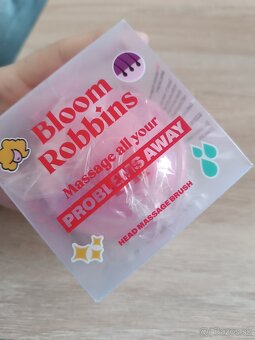 Bloom
Robbins
Massage all your
PROBLEMS AWAY
HEAD MASSAGE BRUSH